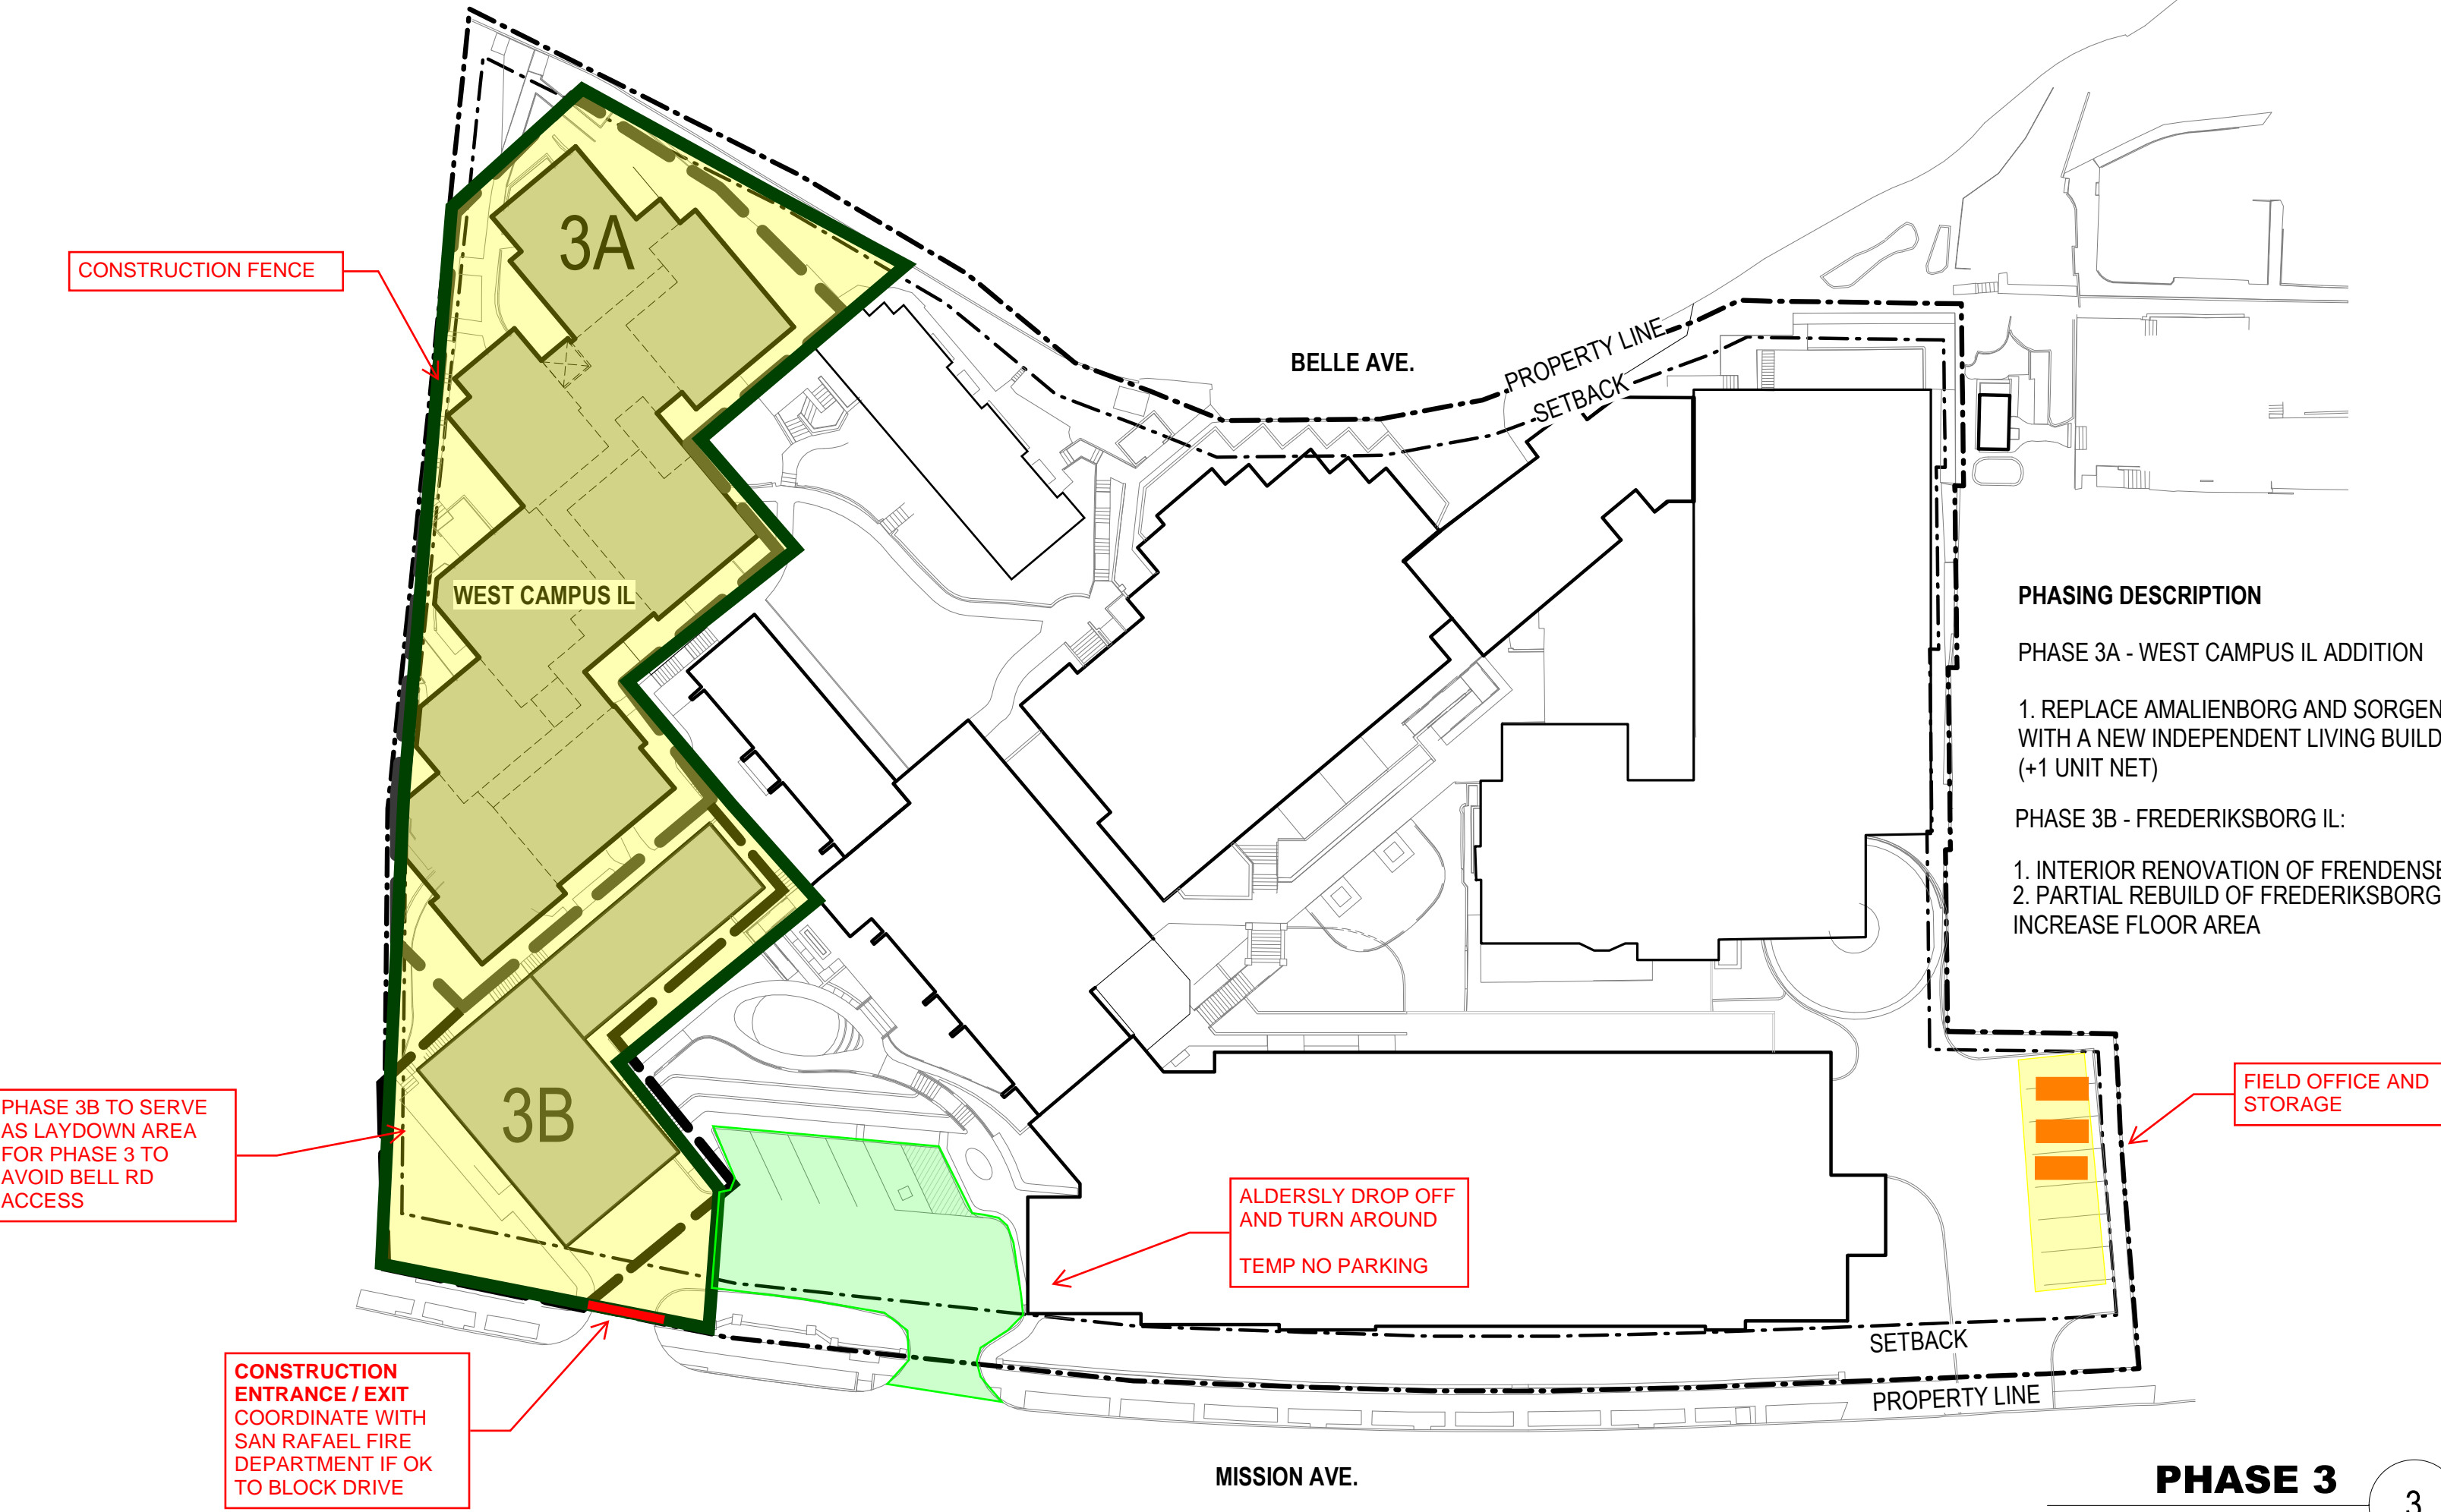 3A
CONSTRUCTION FENCE
BELLE AVE.
PROPERTY LINE
SETBACK
WEST CAMPUS IL
PHASING DESCRIPTION
PHASE 3A - WEST CAMPUS IL ADDITION
1. REPLACE AMALIENBORG AND SORGEN
WITH A NEW INDEPENDENT LIVING BUILD
(+1 UNIT NET)
PHASE 3B - FREDERIKSBORG IL:
1. INTERIOR RENOVATION OF FRENDENSE
2. PARTIAL REBUILD OF FREDERIKSBORG
INCREASE FLOOR AREA
3B
PHASE 3B TO SERVE
AS LAYDOWN AREA
FOR PHASE 3 TO
AVOID BELL RD
ACCESS
FIELD OFFICE AND
STORAGE
ALDERSLY DROP OFF
AND TURN AROUND
TEMP NO PARKING
SETBACK
PROPERTY LINE
CONSTRUCTION
ENTRANCE / EXIT
COORDINATE WITH
SAN RAFAEL FIRE
DEPARTMENT IF OK
TO BLOCK DRIVE
MISSION AVE.
PHASE 3
3